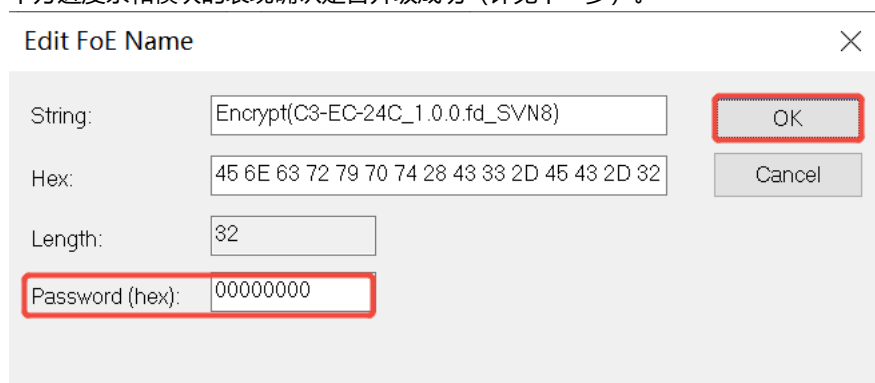 Edit FoE Name
String: Encrypt(C3-EC-24C_1.0.0.fd_SVN8) OK
Hex: 45 6E 63 72 79 70 74 28 43 33 2D 45 43 2D 32 Cancel
Length: 32
Password (hex): 00000000